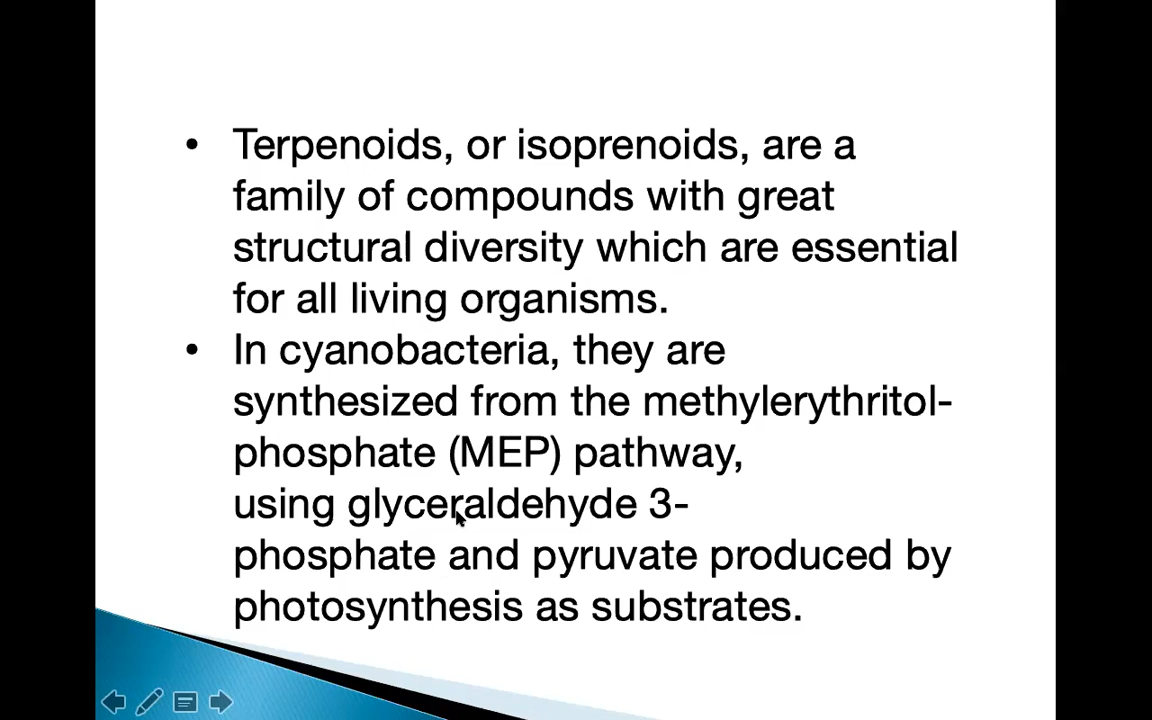 • Terpenoids, or isoprenoids, are a
family of compounds with great
structural diversity which are essential
for all living organisms.
• In cyanobacteria, they are
synthesized from the methylerythritol-
phosphate (MEP) pathway,
using glyceraldehyde 3-
phosphate and pyruvate produced by
photosynthesis as substrates.